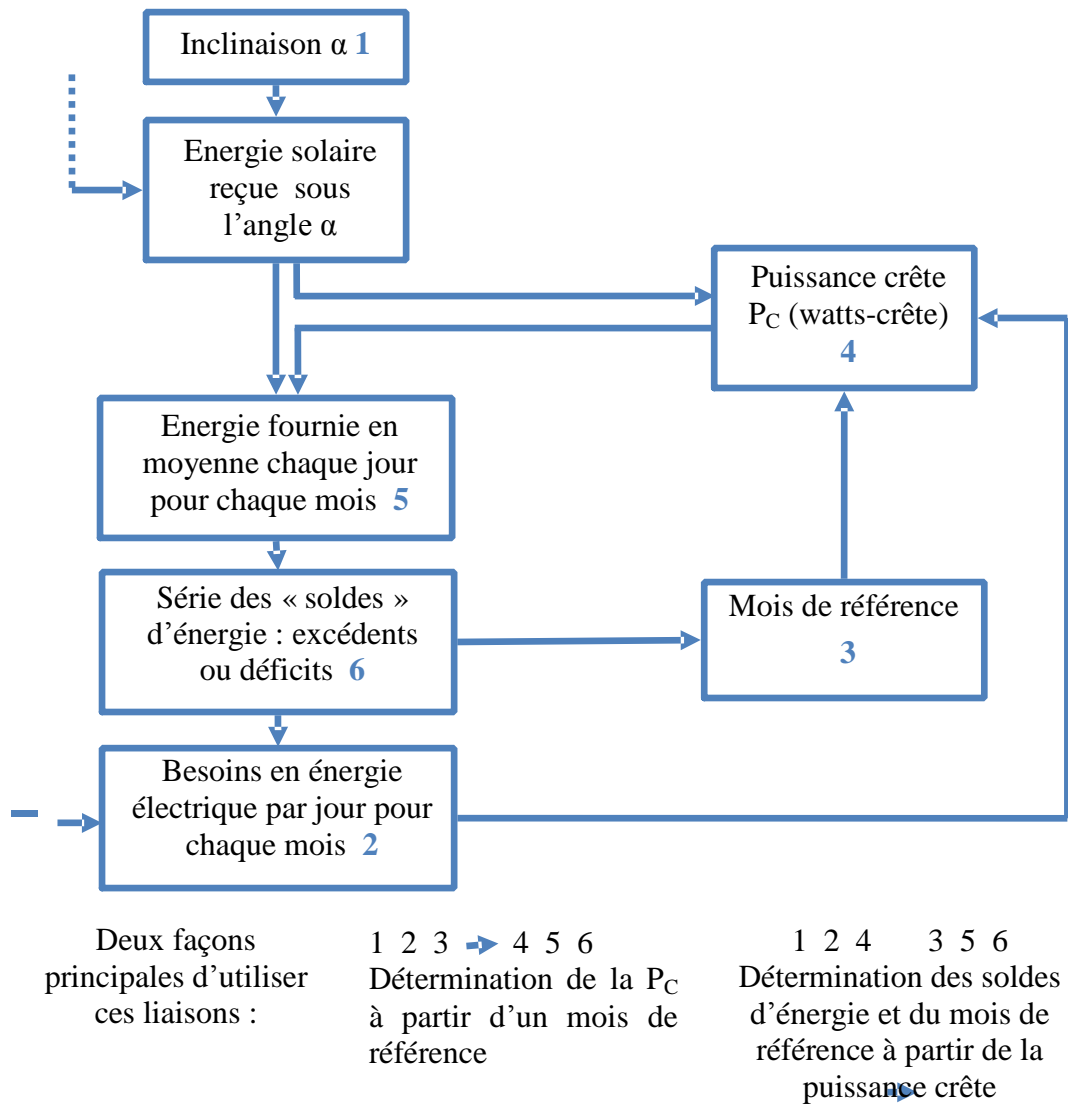 Inclinaison α 1
Energie solaire
reçue sous
l’angle α
Puissance crête
PC (watts-crête)
4
Energie fournie en
moyenne chaque jour
pour chaque mois 5
Série des « soldes »
d’énergie : excédents
ou déficits 6
Mois de référence
3
Besoins en énergie
électrique par jour pour
chaque mois 2
Deux façons
principales d’utiliser
ces liaisons :
1 2 3 4 5 6
Détermination de la PC
à partir d’un mois de
référence
1 2 4 3 5 6
Détermination des soldes
d’énergie et du mois de
référence à partir de la
puissance crête